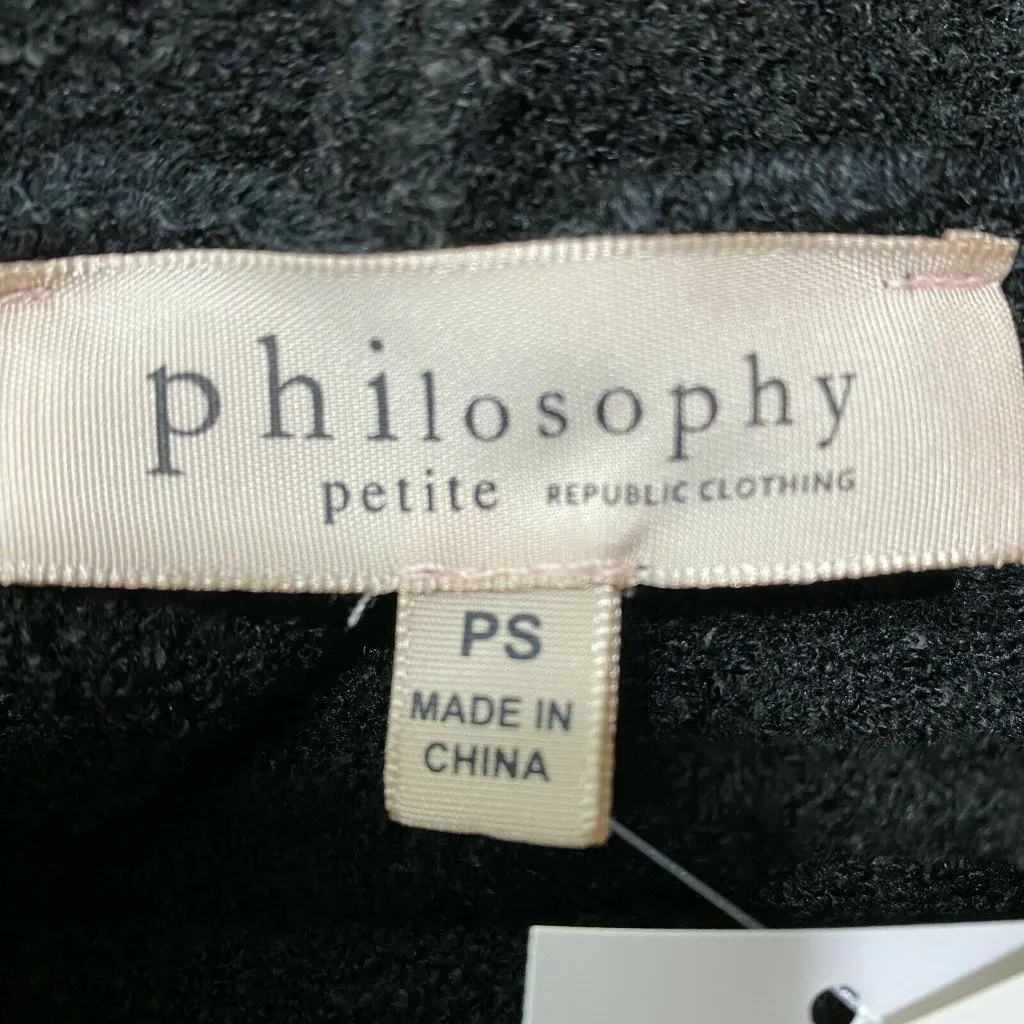 philosophy
petite REPUBLIC CLOTHING
PS
MADE IN
CHINA